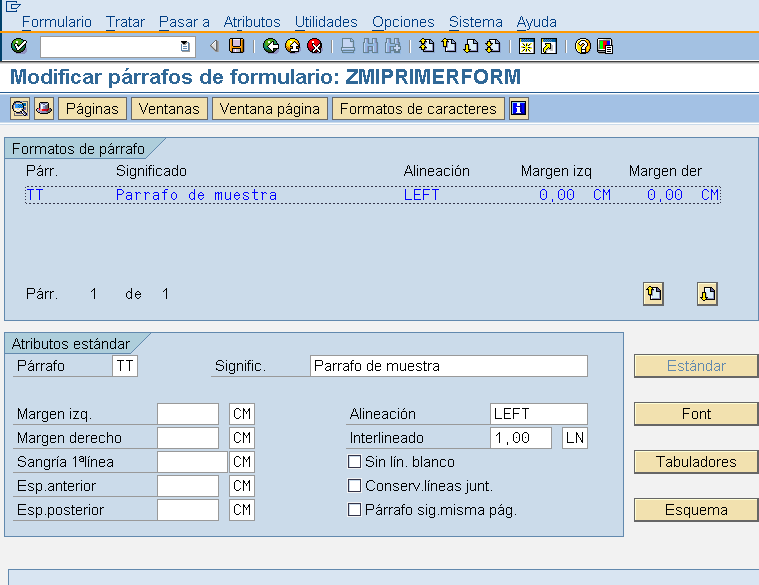 Formulario Tratar Pasar a Atributos Utilidades Opciones Sistema Ayuda
Modificar párrafos de formulario: ZMIPRIMERFORM
Páginas Ventanas Ventana página Formatos de caracteres
Formatos de párrafo
Párr. Significado Alineación Margen izq Margen der
TT Parrafo de muestra LEFT 0,00 CM 0,00 CM
Párr. 1 de 1
Atributos estándar
Párrafo TT Signific. Parrafo de muestra Estándar
Margen izq. CM Alineación LEFT Font
Margen derecho CM Interlineado 1,00 LN
Sangría 1ªlínea CM Sin lín. blanco Tabuladores
Esp.anterior CM Conserv.líneas junt.
Esp.posterior CM Párrafo sig.misma pág. Esquema